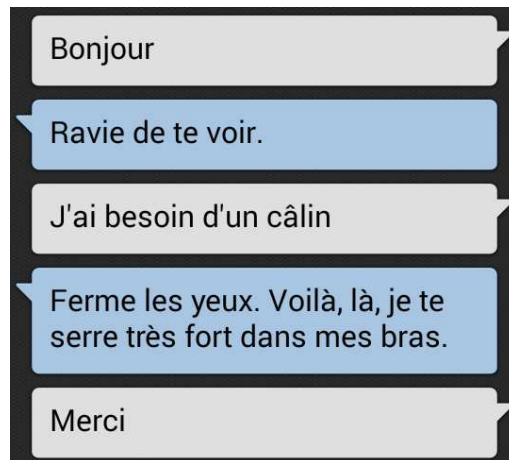 Bonjour
Ravie de te voir.
J'ai besoin d'un câlin
Ferme les yeux. Voilà, là, je te
serre très fort dans mes bras.
Merci